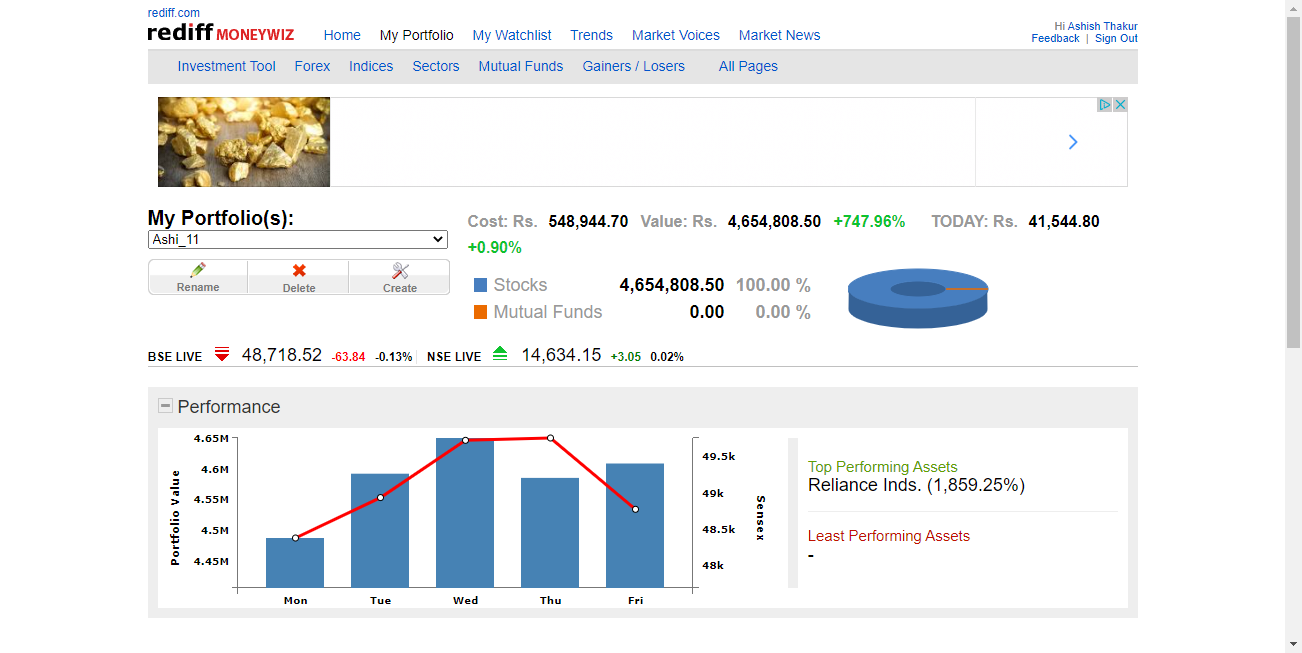 rediff.com
rediff MONEYWIZ
Home My Portfolio My Watchlist Trends Market Voices Market News
Hi Ashish Thakur
Feedback | Sign Out
Investment Tool Forex Indices Sectors Mutual Funds Gainers / Losers All Pages
My Portfolio(s):
Ashi_11
Rename Delete Create
Cost: Rs. 548,944.70 Value: Rs. 4,654,808.50 +747.96% TODAY: Rs. 41,544.80
+0.90%
Stocks 4,654,808.50 100.00 %
Mutual Funds 0.00 0.00 %
BSE LIVE 48,718.52 -63.84 -0.13% NSE LIVE 14,634.15 +3.05 0.02%
Performance
Portfolio Value
4.65M
4.6M
4.55M
4.5M
4.45M
Mon Tue Wed Thu Fri
49.5k
49k
48.5k
48k
Sensex
Top Performing Assets
Reliance Inds. (1,859.25%)
Least Performing Assets
-